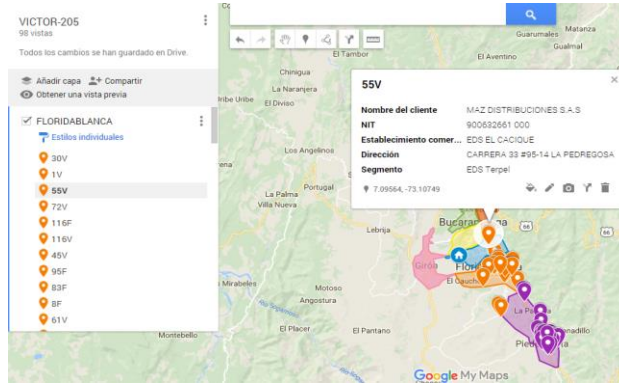 VICTOR-205
98 vistas
Todos los cambios se han guardado en Drive.
Añadir capa Compartir
Obtener una vista previa
FLORIDABLANCA
Estilos individuales
30V
1V
55V
72V
116F
116V
45V
95F
83F
8F
61V
55V
Nombre del cliente MAZ DISTRIBUCIONES S.A.S
NIT 900632661 000
Establecimiento comer... EDS EL CACIQUE
Dirección CARRERA 33 #95-14 LA PEDREGOSA
Segmento EDS Terpel
7.09564, -73.10749
Guarumales
Matanza
Gualmal
El Tambor
El Aventino
Chinigua
La Naranjera
Uribe Uribe
El Diviso
Los Angelinos
La Palma
Portugal
Villa Nueva
Lebrija
66
66
Girón
El Caucho
Mirabeles
Motoso
Angostura
El Placer
El Pantano
Montebello
Google My Maps